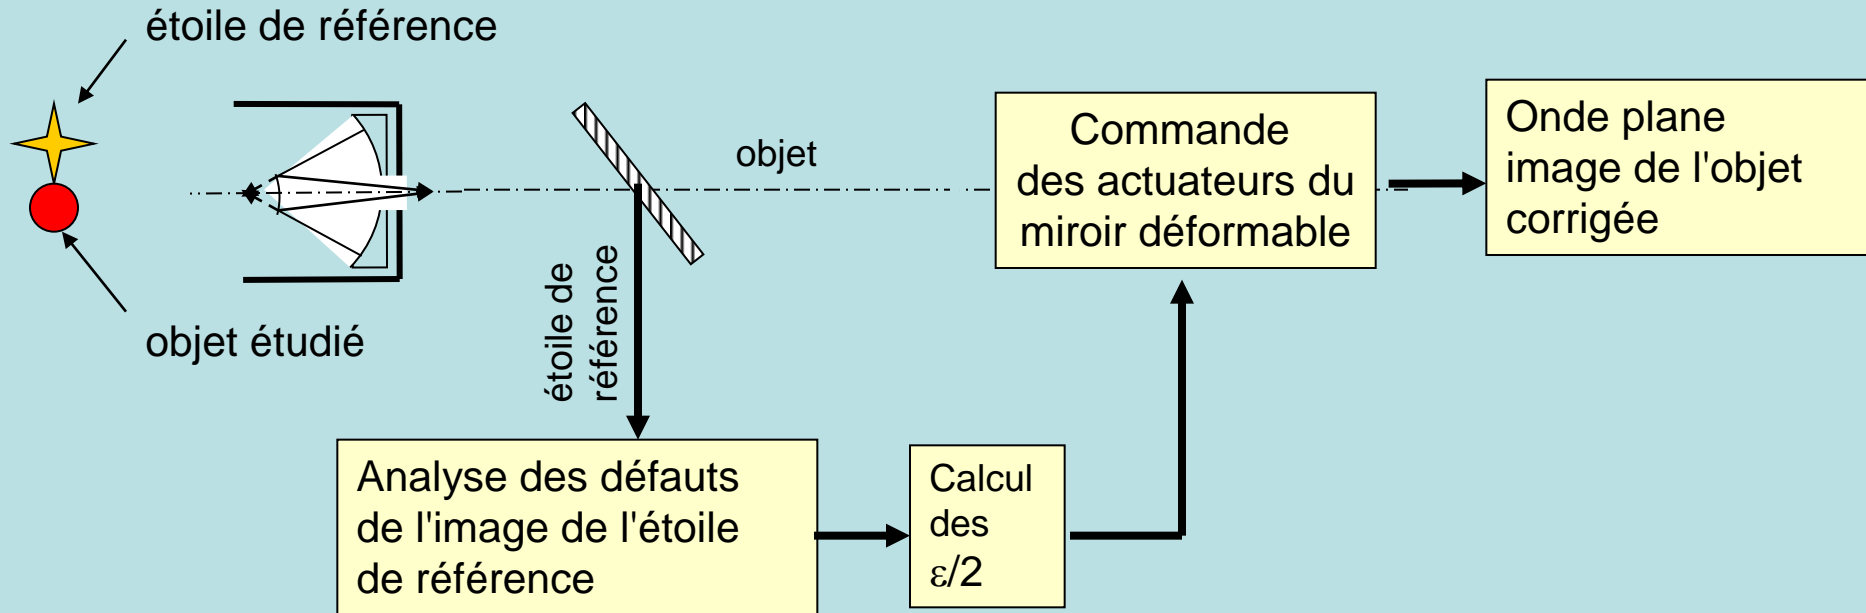 étoile de référence
objet étudié
objet
étoile de
référence
Commande
des actuateurs du
miroir déformable
Onde plane
image de l'objet
corrigée
Analyse des défauts
de l'image de l'étoile
de référence
Calcul
des
ε/2